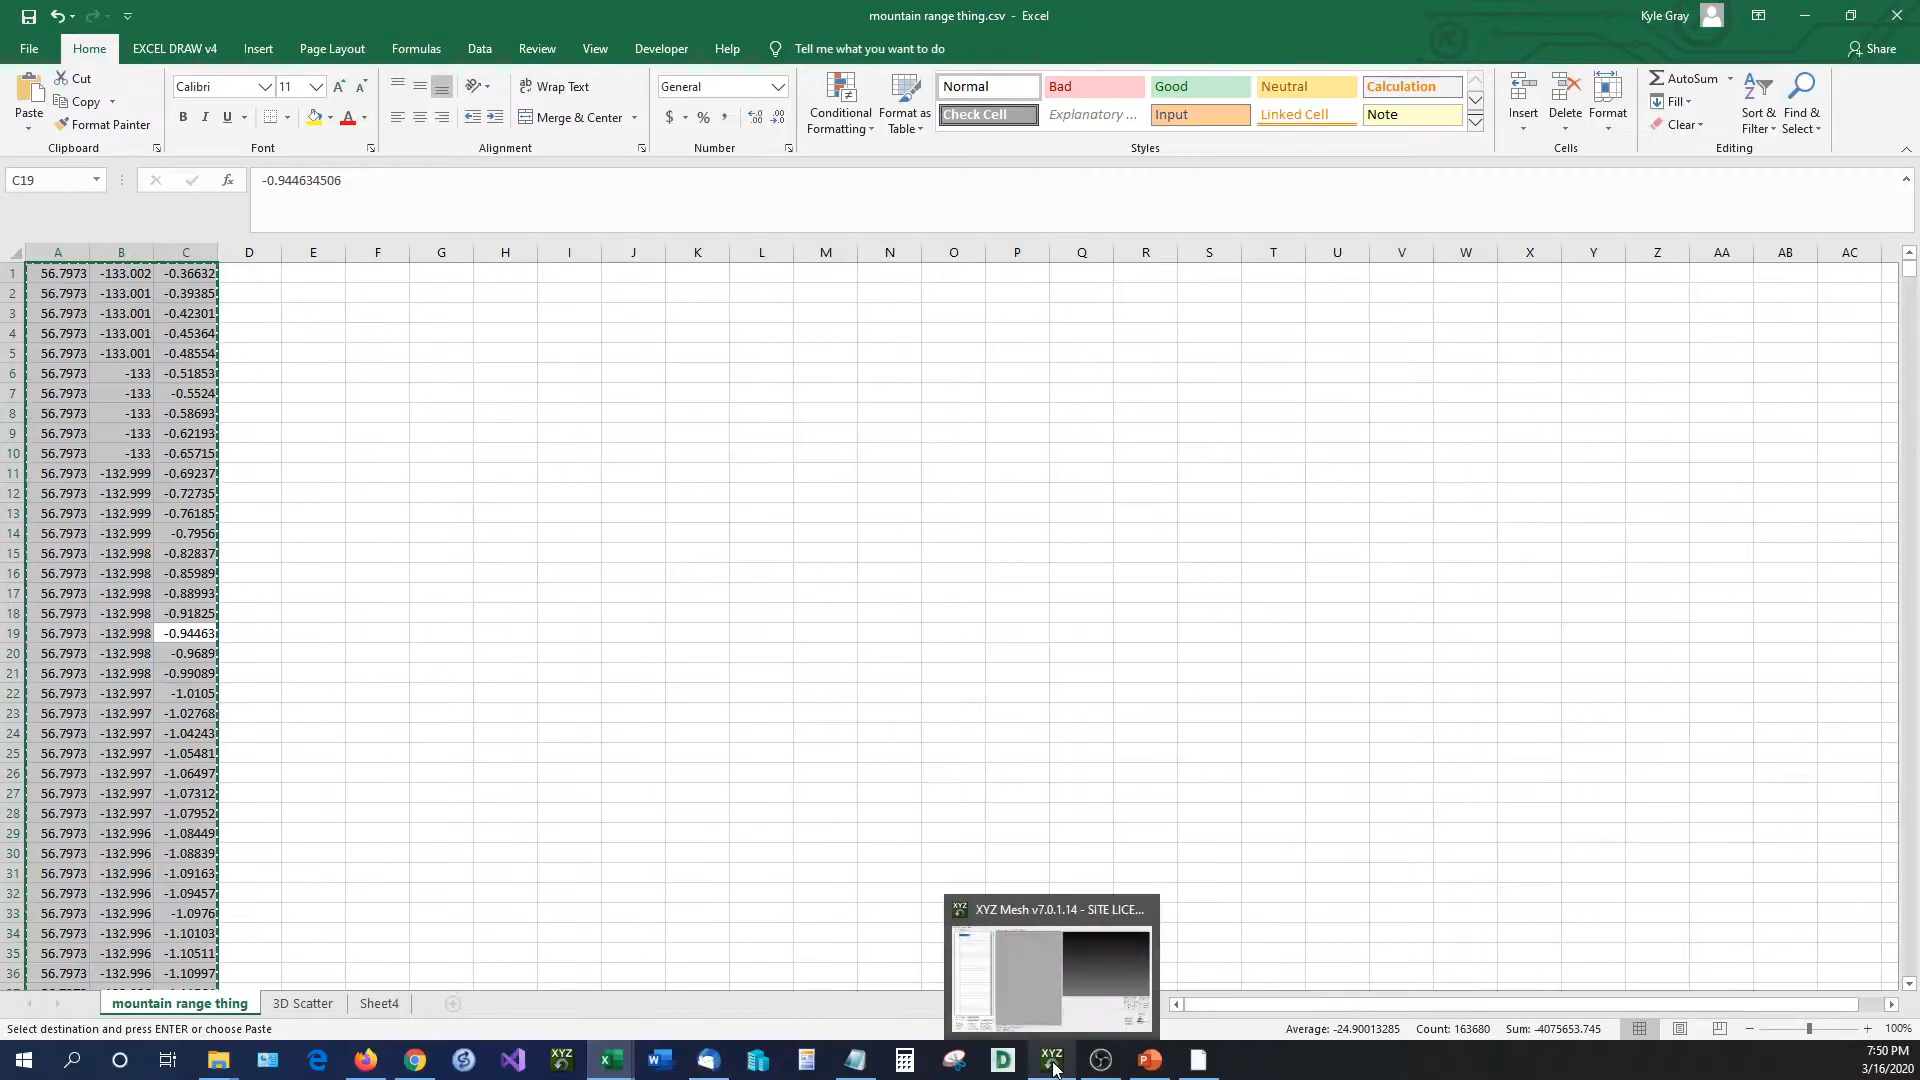 mountain range thing.csv - Excel
Kyle Gray
File Home EXCEL DRAW v4 Insert Page Layout Formulas Data Review View Developer Help Tell me what you want to do Share
Paste
Cut
Copy
Format Painter
Clipboard
Calibri 11
B I U
Font
Wrap Text
Merge & Center
Alignment
General
$ % ,
Number
Conditional Formatting
Format as Table
Normal Bad Good Neutral Calculation
Check Cell Explanatory ... Input Linked Cell Note
Styles
Insert Delete Format
Cells
AutoSum
Fill
Clear
Sort & Filter
Find & Select
Editing
C19 fx -0.944634506
A B C D E F G H I J K L M N O P Q R S T U V W X Y Z AA AB AC
1 56.7973 -133.002 -0.36632
2 56.7973 -133.001 -0.39385
3 56.7973 -133.001 -0.42301
4 56.7973 -133.001 -0.45364
5 56.7973 -133.001 -0.48554
6 56.7973 -133 -0.51853
7 56.7973 -133 -0.5524
8 56.7973 -133 -0.58693
9 56.7973 -133 -0.62193
10 56.7973 -133 -0.65715
11 56.7973 -132.999 -0.69237
12 56.7973 -132.999 -0.72735
13 56.7973 -132.999 -0.76185
14 56.7973 -132.999 -0.7956
15 56.7973 -132.998 -0.82837
16 56.7973 -132.998 -0.85989
17 56.7973 -132.998 -0.88993
18 56.7973 -132.998 -0.91825
19 56.7973 -132.998 -0.94463
20 56.7973 -132.998 -0.9689
21 56.7973 -132.998 -0.99089
22 56.7973 -132.997 -1.0105
23 56.7973 -132.997 -1.02768
24 56.7973 -132.997 -1.04243
25 56.7973 -132.997 -1.05481
26 56.7973 -132.997 -1.06497
27 56.7973 -132.997 -1.07312
28 56.7973 -132.997 -1.07952
29 56.7973 -132.996 -1.08449
30 56.7973 -132.996 -1.08839
31 56.7973 -132.996 -1.09163
32 56.7973 -132.996 -1.09457
33 56.7973 -132.996 -1.0976
34 56.7973 -132.996 -1.10103
35 56.7973 -132.996 -1.10511
36 56.7973 -132.996 -1.10997
XYZ Mesh v7.0.1.14 - SITE LICE...
mountain range thing 3D Scatter Sheet4
Select destination and press ENTER or choose Paste
Average: -24.90013285 Count: 163680 Sum: -4075653.745
100%
XYZ
XYZ
7:50 PM
3/16/2020